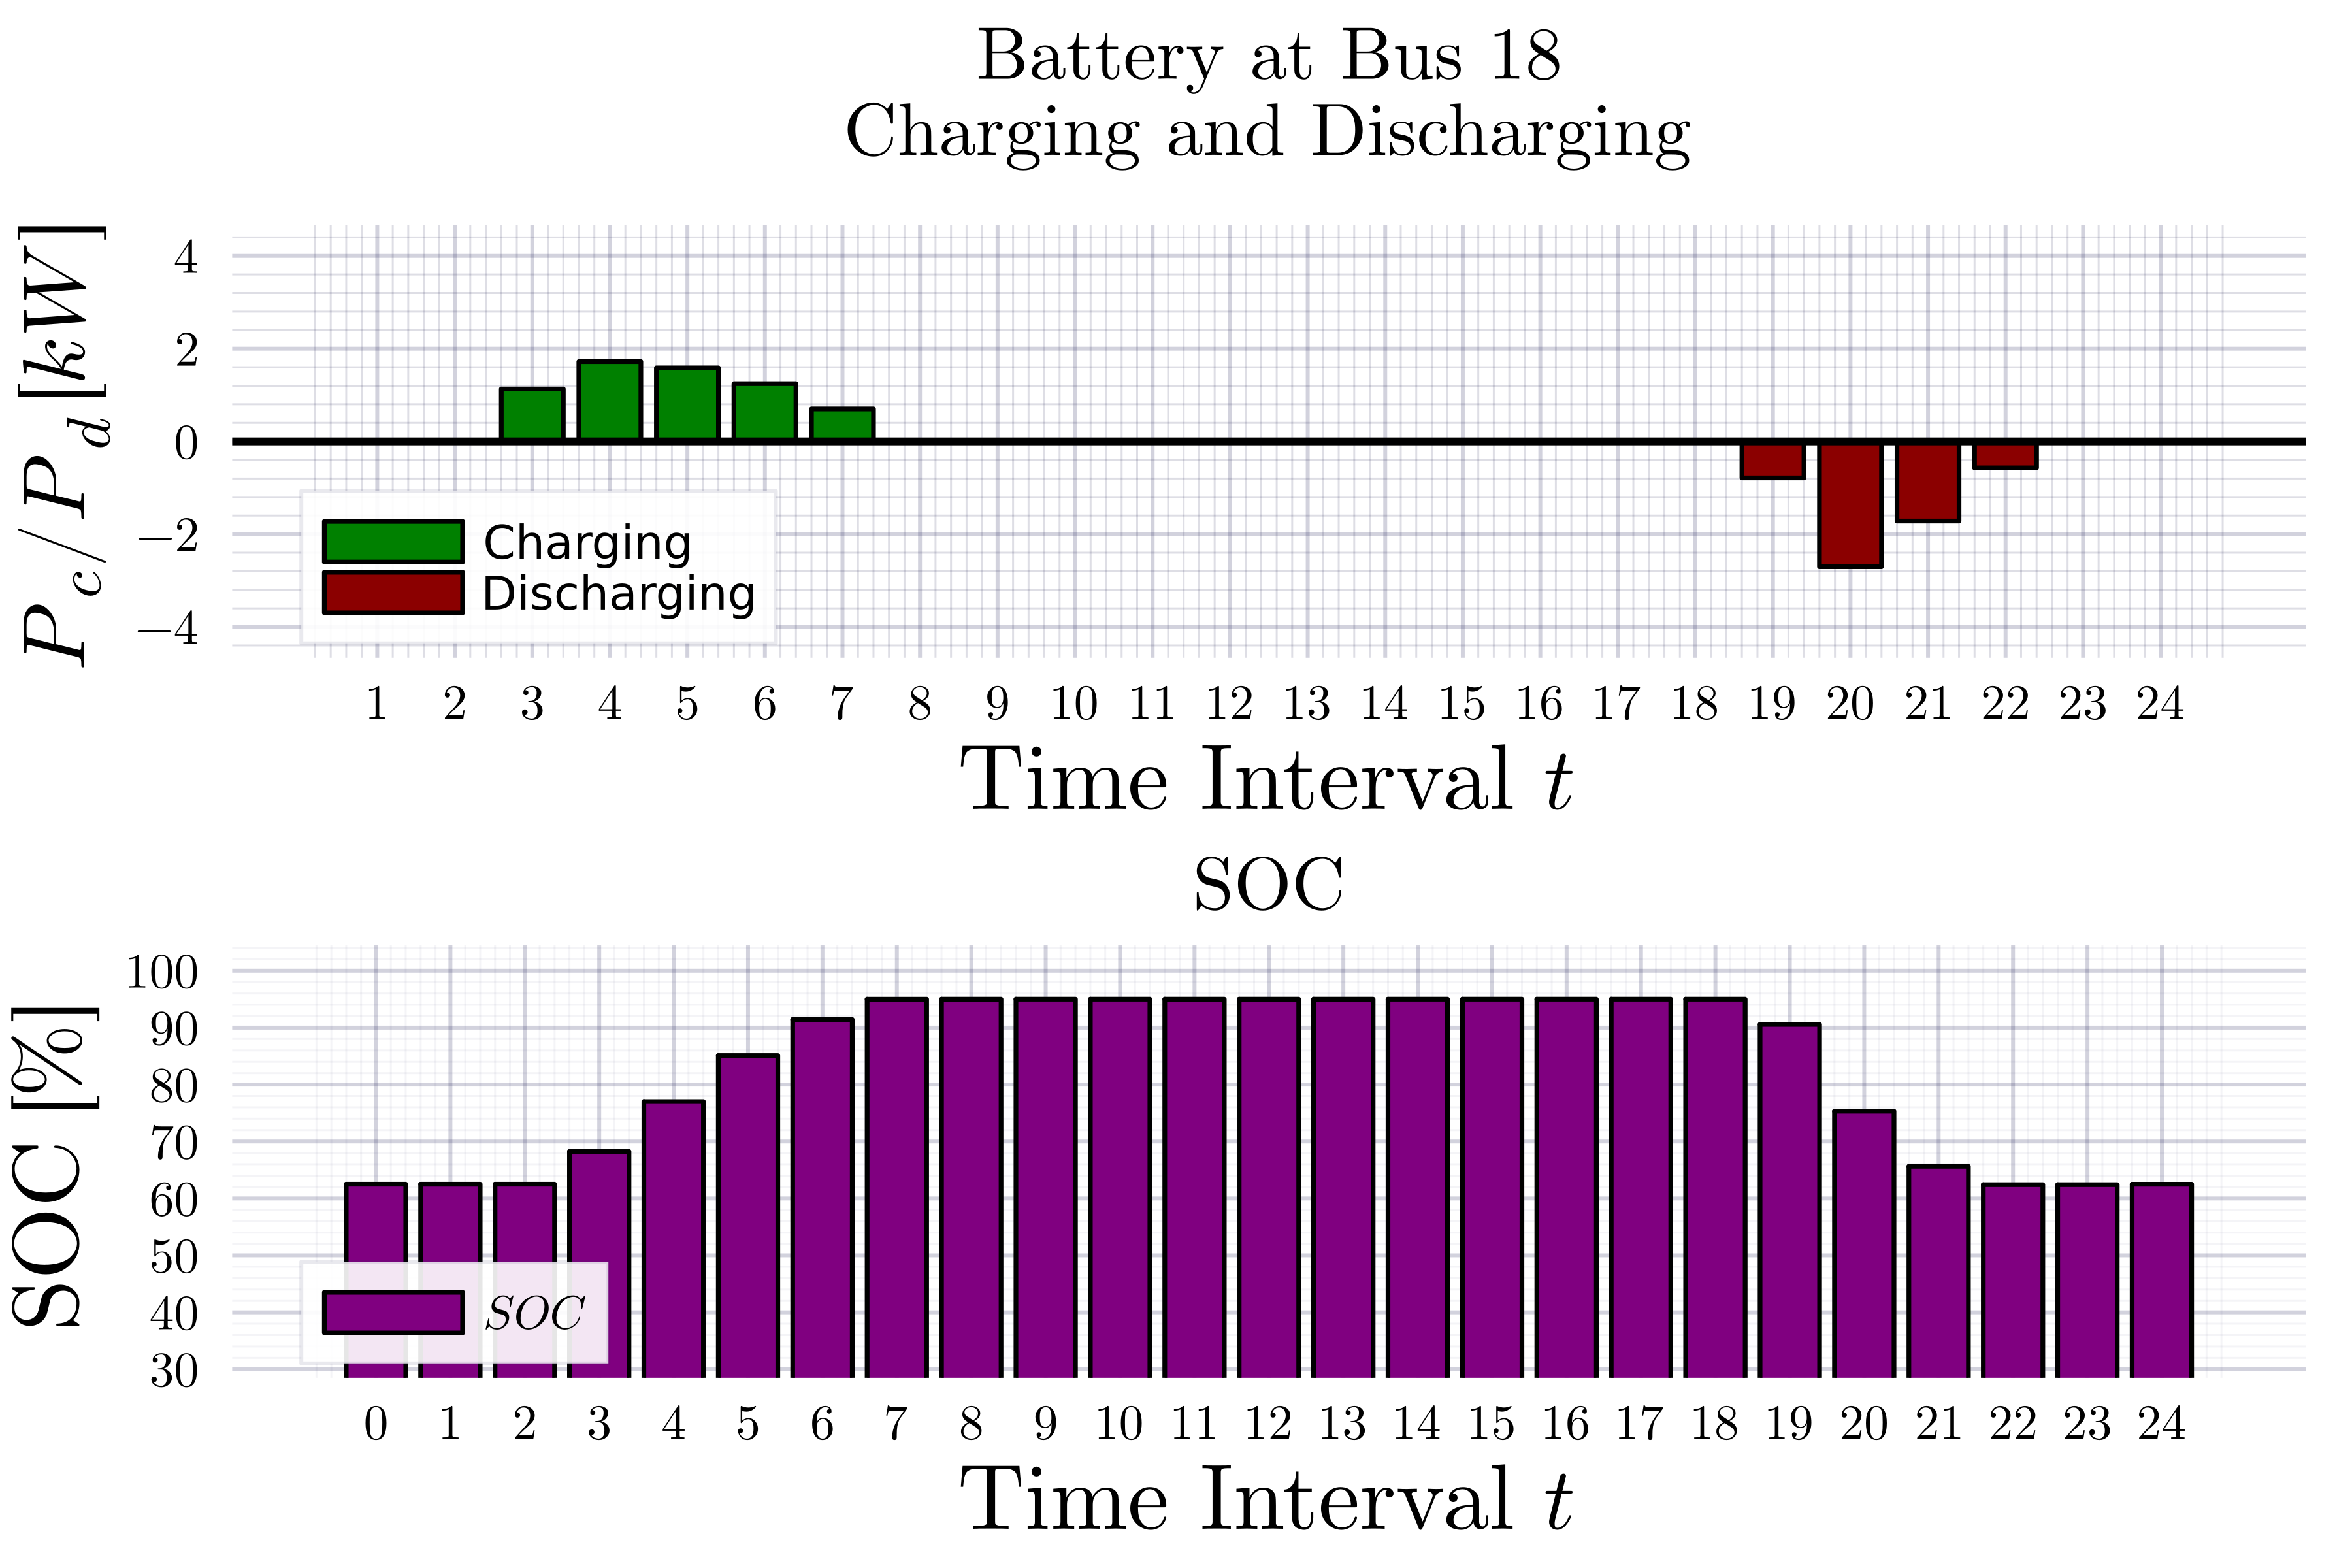 Battery at Bus 18
Charging and Discharging
P_c/P_d [kW]
4
2
0
−2
−4
Charging
Discharging
1 2 3 4 5 6 7 8 9 10 11 12 13 14 15 16 17 18 19 20 21 22 23 24
Time Interval t
SOC
SOC [%]
100
90
80
70
60
50
40
30
SOC
0 1 2 3 4 5 6 7 8 9 10 11 12 13 14 15 16 17 18 19 20 21 22 23 24
Time Interval t